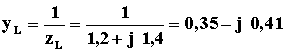 y_L = 1/z_L = 1/(1,2+j 1,4) = 0,35−j 0,41